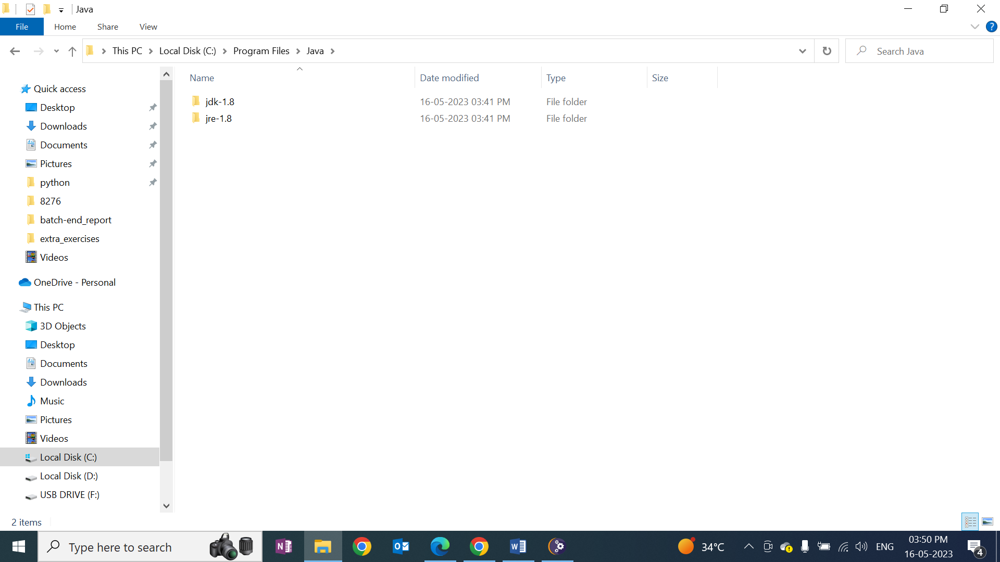 Java
File Home Share View
This PC Local Disk (C:) Program Files Java
Search Java
Name Date modified Type Size
jdk-1.8 16-05-2023 03:41 PM File folder
jre-1.8 16-05-2023 03:41 PM File folder
Quick access
Desktop
Downloads
Documents
Pictures
python
8276
batch-end_report
extra_exercises
Videos
OneDrive - Personal
This PC
3D Objects
Desktop
Documents
Downloads
Music
Pictures
Videos
Local Disk (C:)
Local Disk (D:)
USB DRIVE (F:)
2 items
Type here to search
34°C
ENG
03:50 PM
16-05-2023
4